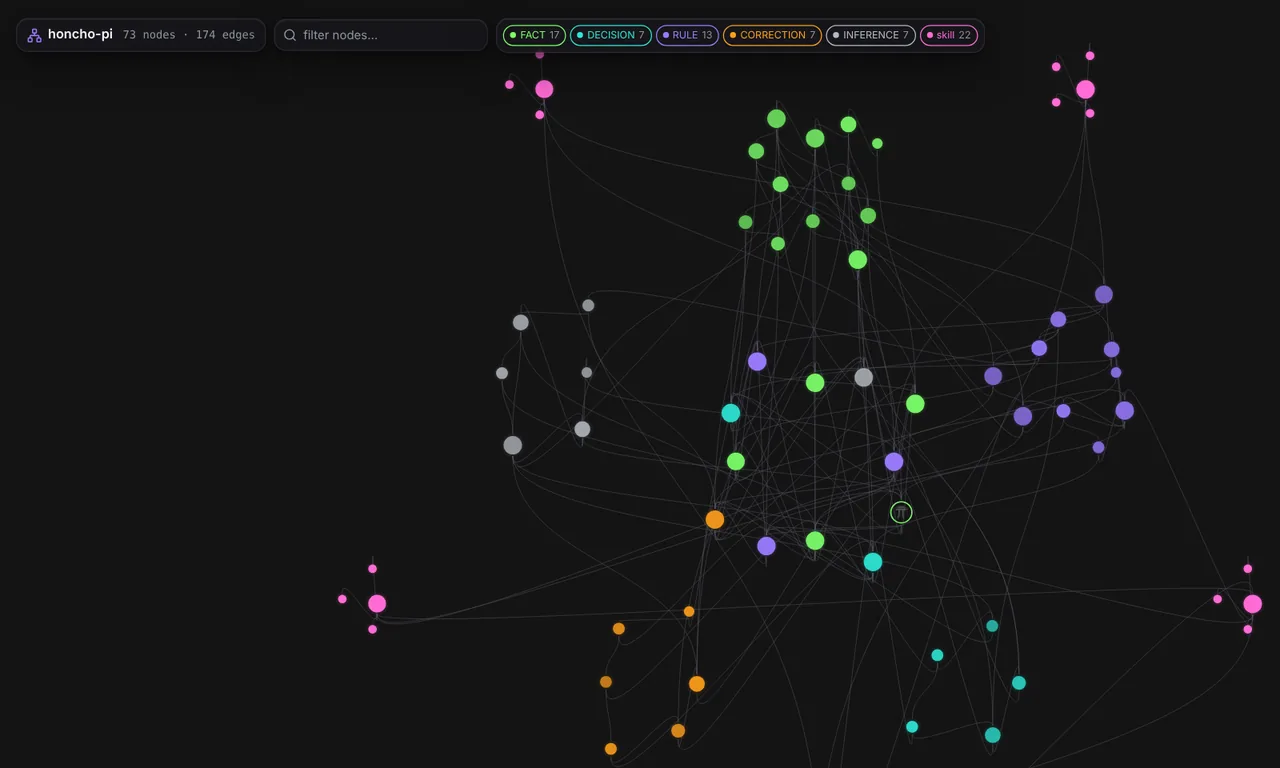 honcho-pi 73 nodes · 174 edges
filter nodes...
FACT 17 DECISION 7 RULE 13 CORRECTION 7 INFERENCE 7 skill 22
π